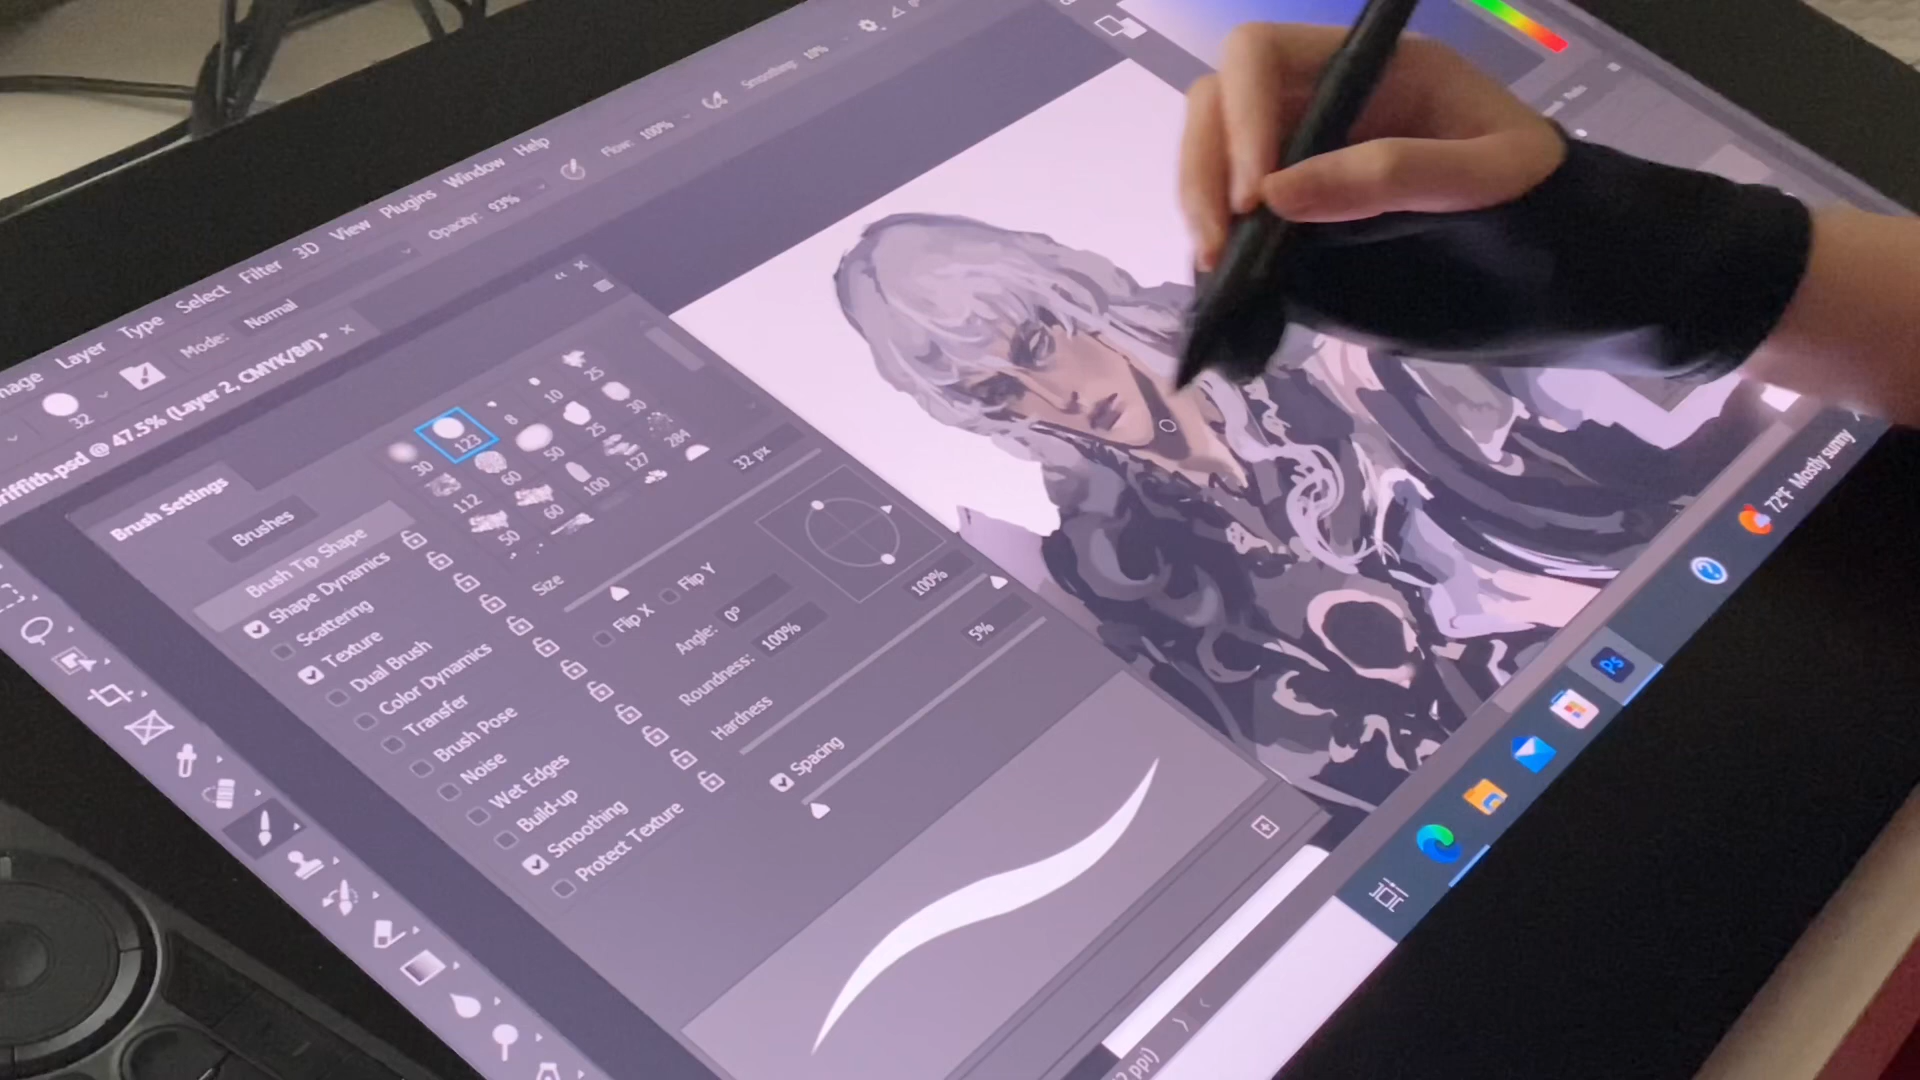 Layer
Type
Select
Filter
3D
View
Plugins
Window
Help
32
Mode: Normal
Opacity: 93%
Flow: 100%
Smoothing: 10%
riffith.psd @ 47.5% (Layer 2, CMYK/8#)* ×
Brush Settings
Brushes
Brush Tip Shape
Shape Dynamics
Scattering
Texture
Dual Brush
Color Dynamics
Transfer
Brush Pose
Noise
Wet Edges
Build-up
Smoothing
Protect Texture
30
123
8
10
25
112
60
50
25
30
50
60
100
127
284
Size
32 px
Flip X
Flip Y
Angle: 0°
Roundness: 100%
Hardness
100%
Spacing
5%
72°F Mostly sunny
Ps
ppi)